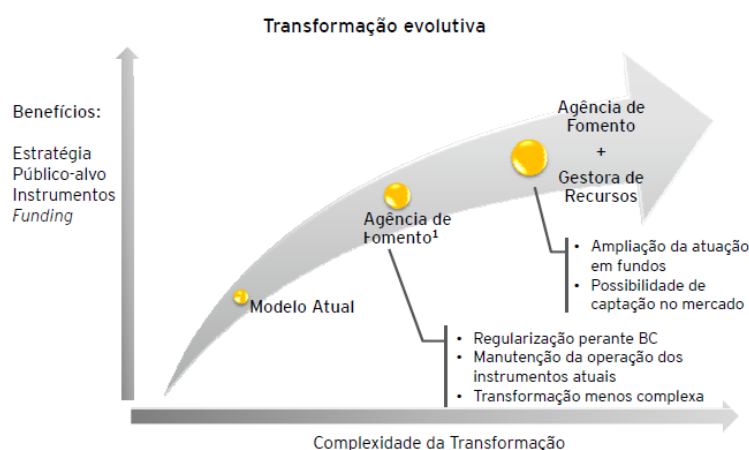 Transformação evolutiva
Benefícios:
Estratégia
Público-alvo
Instrumentos
Funding
Modelo Atual
Agência de
Fomento¹
• Regularização perante BC
• Manutenção da operação dos
instrumentos atuais
• Transformação menos complexa
Agência de
Fomento
+
Gestora de
Recursos
• Ampliação da atuação
em fundos
• Possibilidade de
captação no mercado
Complexidade da Transformação